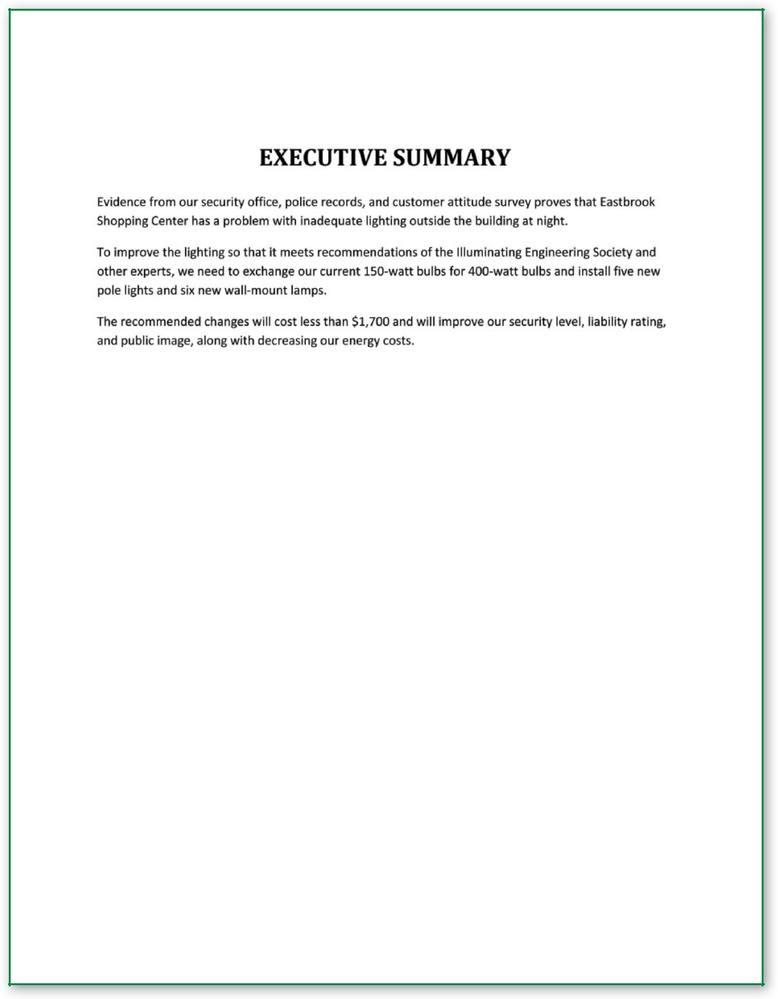 EXECUTIVE SUMMARY
Evidence from our security office, police records, and customer attitude survey proves that Eastbrook
Shopping Center has a problem with inadequate lighting outside the building at night.
To improve the lighting so that it meets recommendations of the Illuminating Engineering Society and
other experts, we need to exchange our current 150-watt bulbs for 400-watt bulbs and install five new
pole lights and six new wall-mount lamps.
The recommended changes will cost less than $1,700 and will improve our security level, liability rating,
and public image, along with decreasing our energy costs.